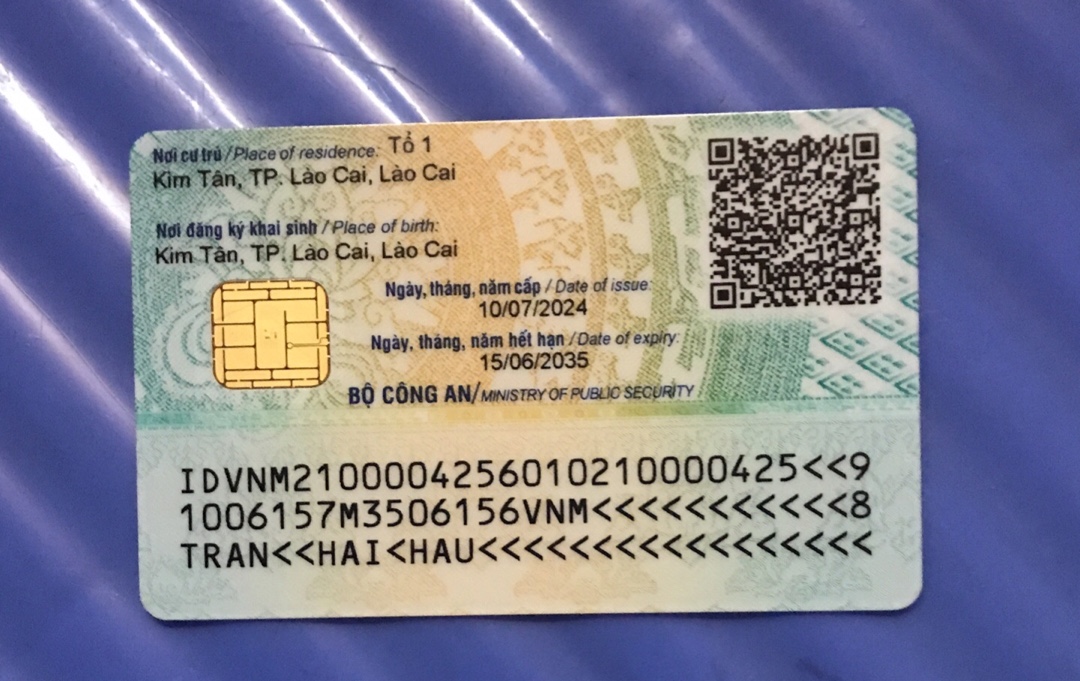 Nơi cư trú / Place of residence: Tổ 1
Kim Tân, TP. Lào Cai, Lào Cai
Nơi đăng ký khai sinh / Place of birth:
Kim Tân, TP. Lào Cai, Lào Cai
Ngày, tháng, năm cấp / Date of issue:
10/07/2024
Ngày, tháng, năm hết hạn / Date of expiry:
15/06/2035
BỘ CÔNG AN/MINISTRY OF PUBLIC SECURITY
IDVNM2100004256010210000425<<9
1006157M3506156VNM<<<<<<<<<<<8
TRAN<<HAI<HAU<<<<<<<<<<<<<<<<<